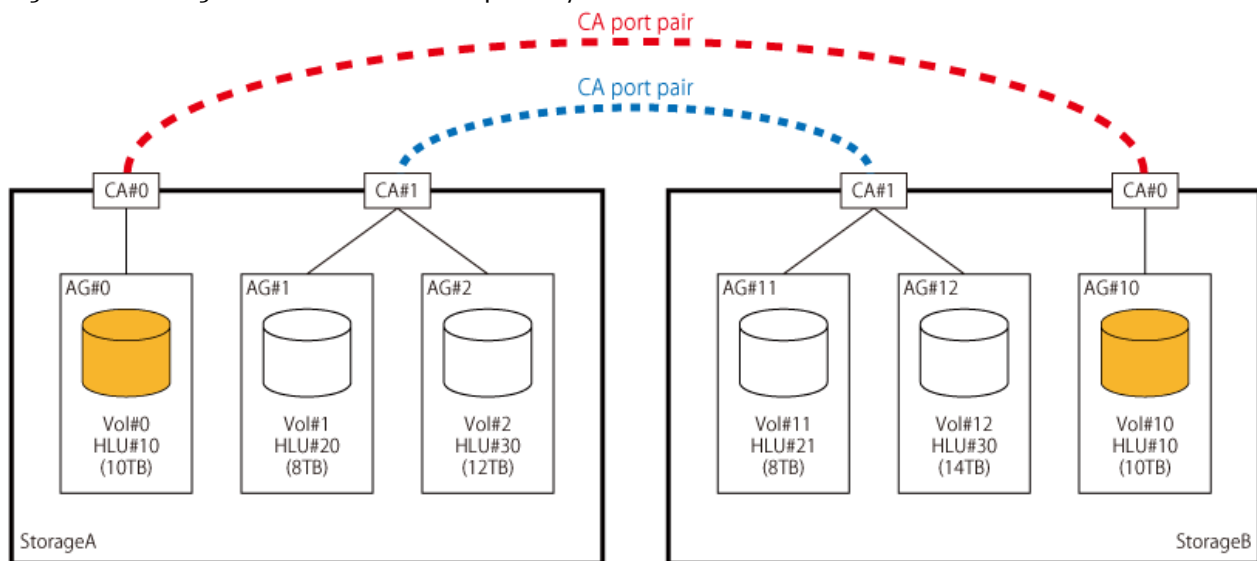 CA port pair
CA port pair
CA#0
CA#1
CA#1
CA#0
AG#0
Vol#0
HLU#10
(10TB)
AG#1
Vol#1
HLU#20
(8TB)
AG#2
Vol#2
HLU#30
(12TB)
AG#11
Vol#11
HLU#21
(8TB)
AG#12
Vol#12
HLU#30
(14TB)
AG#10
Vol#10
HLU#10
(10TB)
StorageA
StorageB